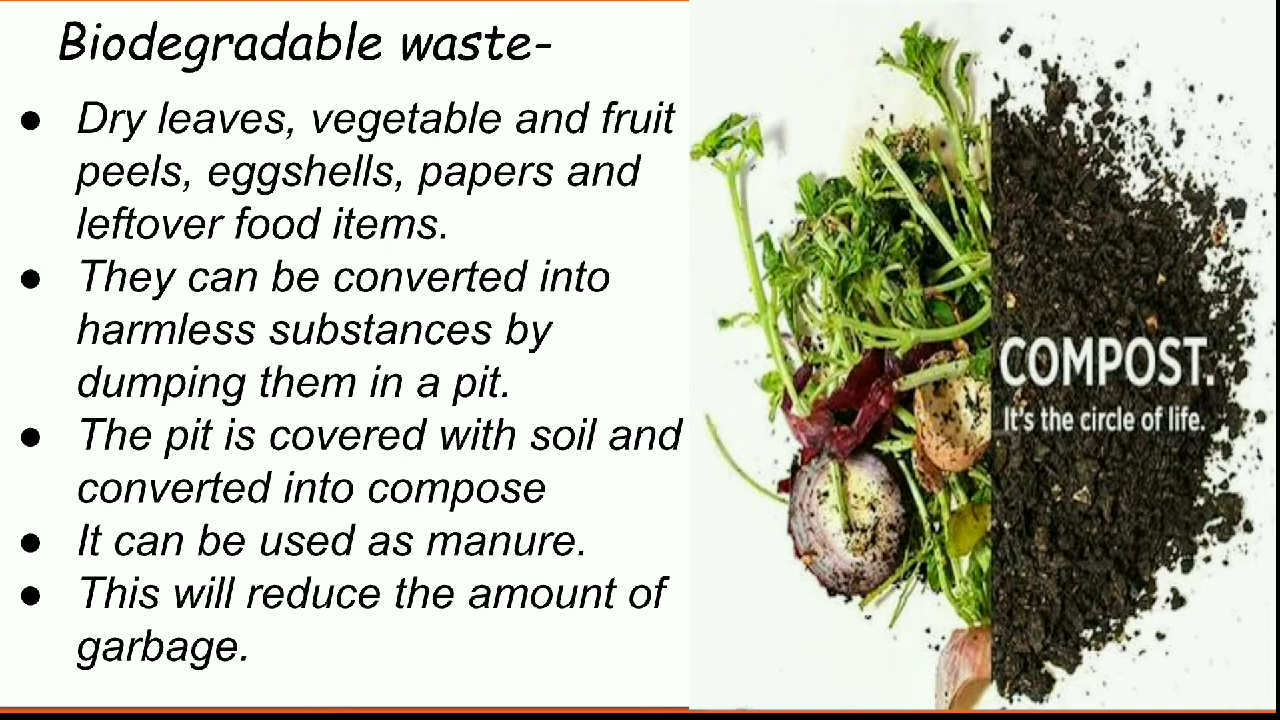 Biodegradable waste-
● Dry leaves, vegetable and fruit
peels, eggshells, papers and
leftover food items.
● They can be converted into
harmless substances by
dumping them in a pit.
● The pit is covered with soil and
converted into compose
● It can be used as manure.
● This will reduce the amount of
garbage.
COMPOST.
It's the circle of life.